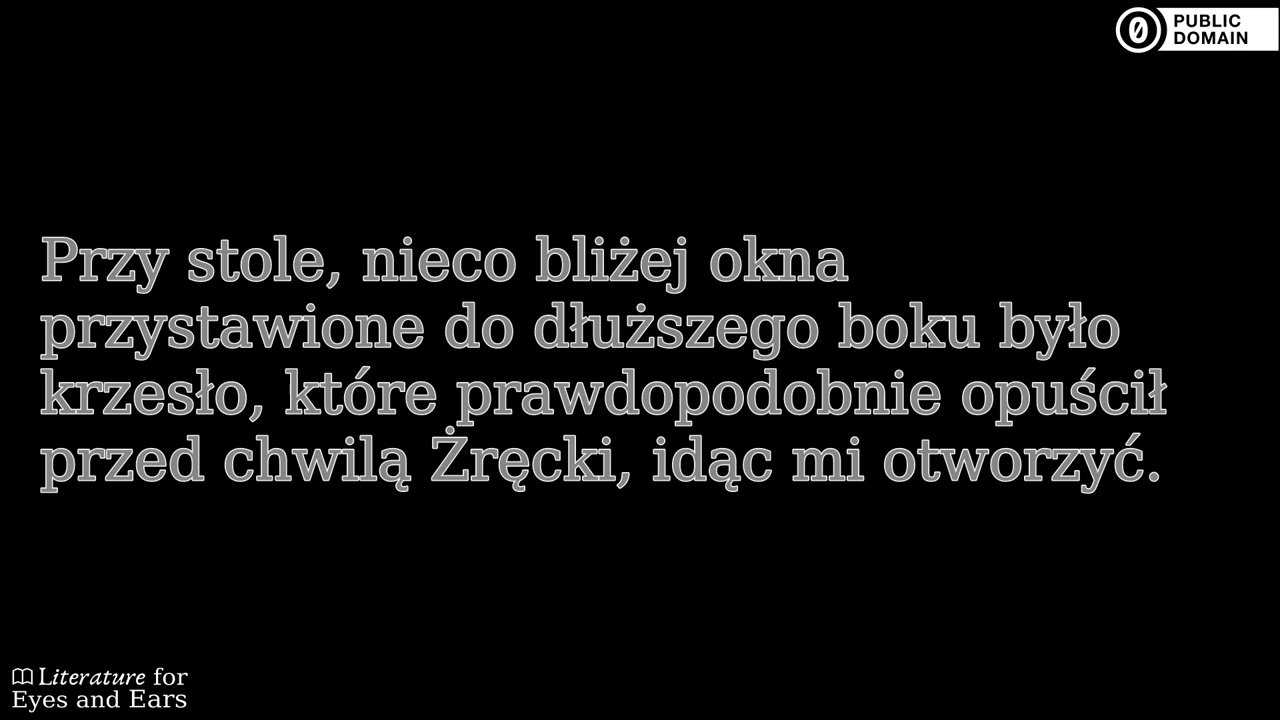 PUBLIC
DOMAIN
Przy stole, nieco bliżej okna
przystawione do dłuższego boku było
krzesło, które prawdopodobnie opuścił
przed chwilą Żręcki, idąc mi otworzyć.
Literature for
Eyes and Ears